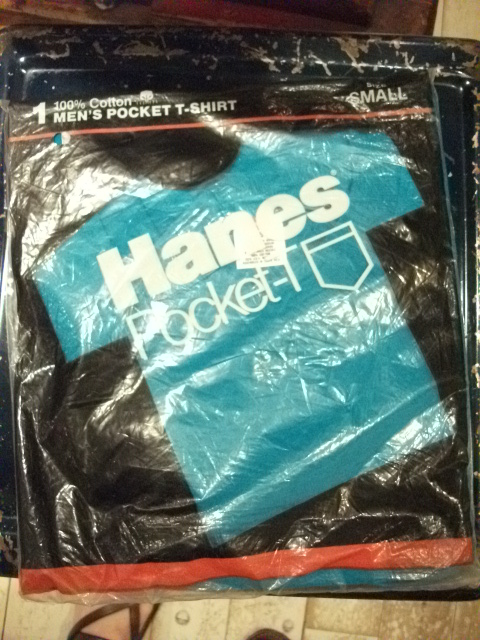 1 100% Cotton
MEN'S POCKET T-SHIRT
SMALL
Hanes
Pocket-T